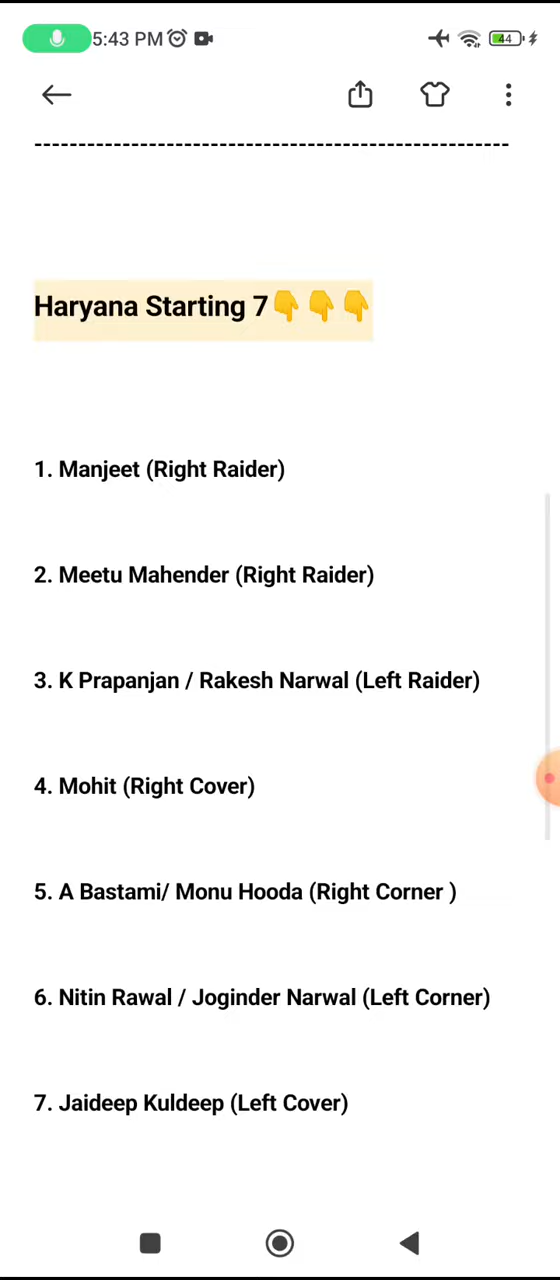 5:43 PM
44
--------------------------------------------------
Haryana Starting 7👇👇👇
1. Manjeet (Right Raider)
2. Meetu Mahender (Right Raider)
3. K Prapanjan / Rakesh Narwal (Left Raider)
4. Mohit (Right Cover)
5. A Bastami/ Monu Hooda (Right Corner )
6. Nitin Rawal / Joginder Narwal (Left Corner)
7. Jaideep Kuldeep (Left Cover)